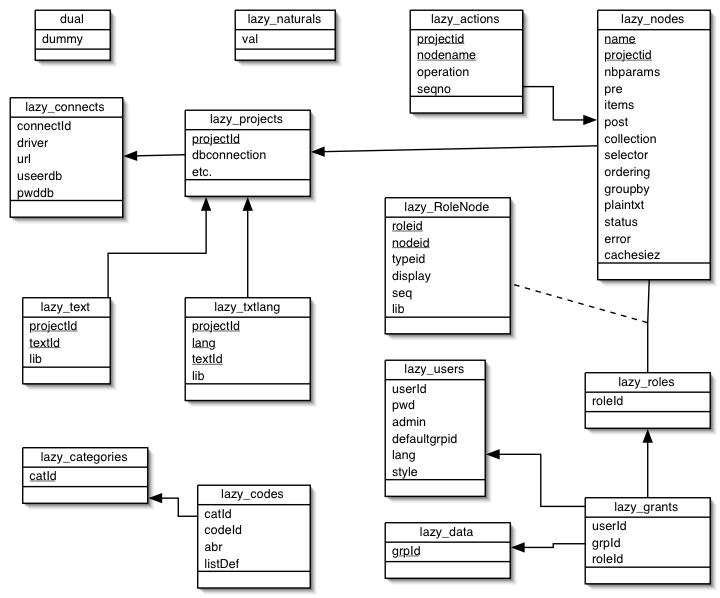 dual
dummy
lazy_naturals
val
lazy_actions
projectid
nodename
operation
seqno
lazy_nodes
name
projectid
nbparams
pre
items
post
collection
selector
ordering
groupby
plaintxt
status
error
cachesiez
lazy_connects
connectId
driver
url
useerdb
pwddb
lazy_projects
projectId
dbconnection
etc.
lazy_RoleNode
roleid
nodeid
typeid
display
seq
lib
lazy_text
projectId
textId
lib
lazy_txtlang
projectId
lang
textId
lib
lazy_users
userId
pwd
admin
defaultgrpid
lang
style
lazy_roles
roleId
lazy_categories
catId
lazy_codes
catId
codeId
abr
listDef
lazy_data
grpId
lazy_grants
userId
grpId
roleId